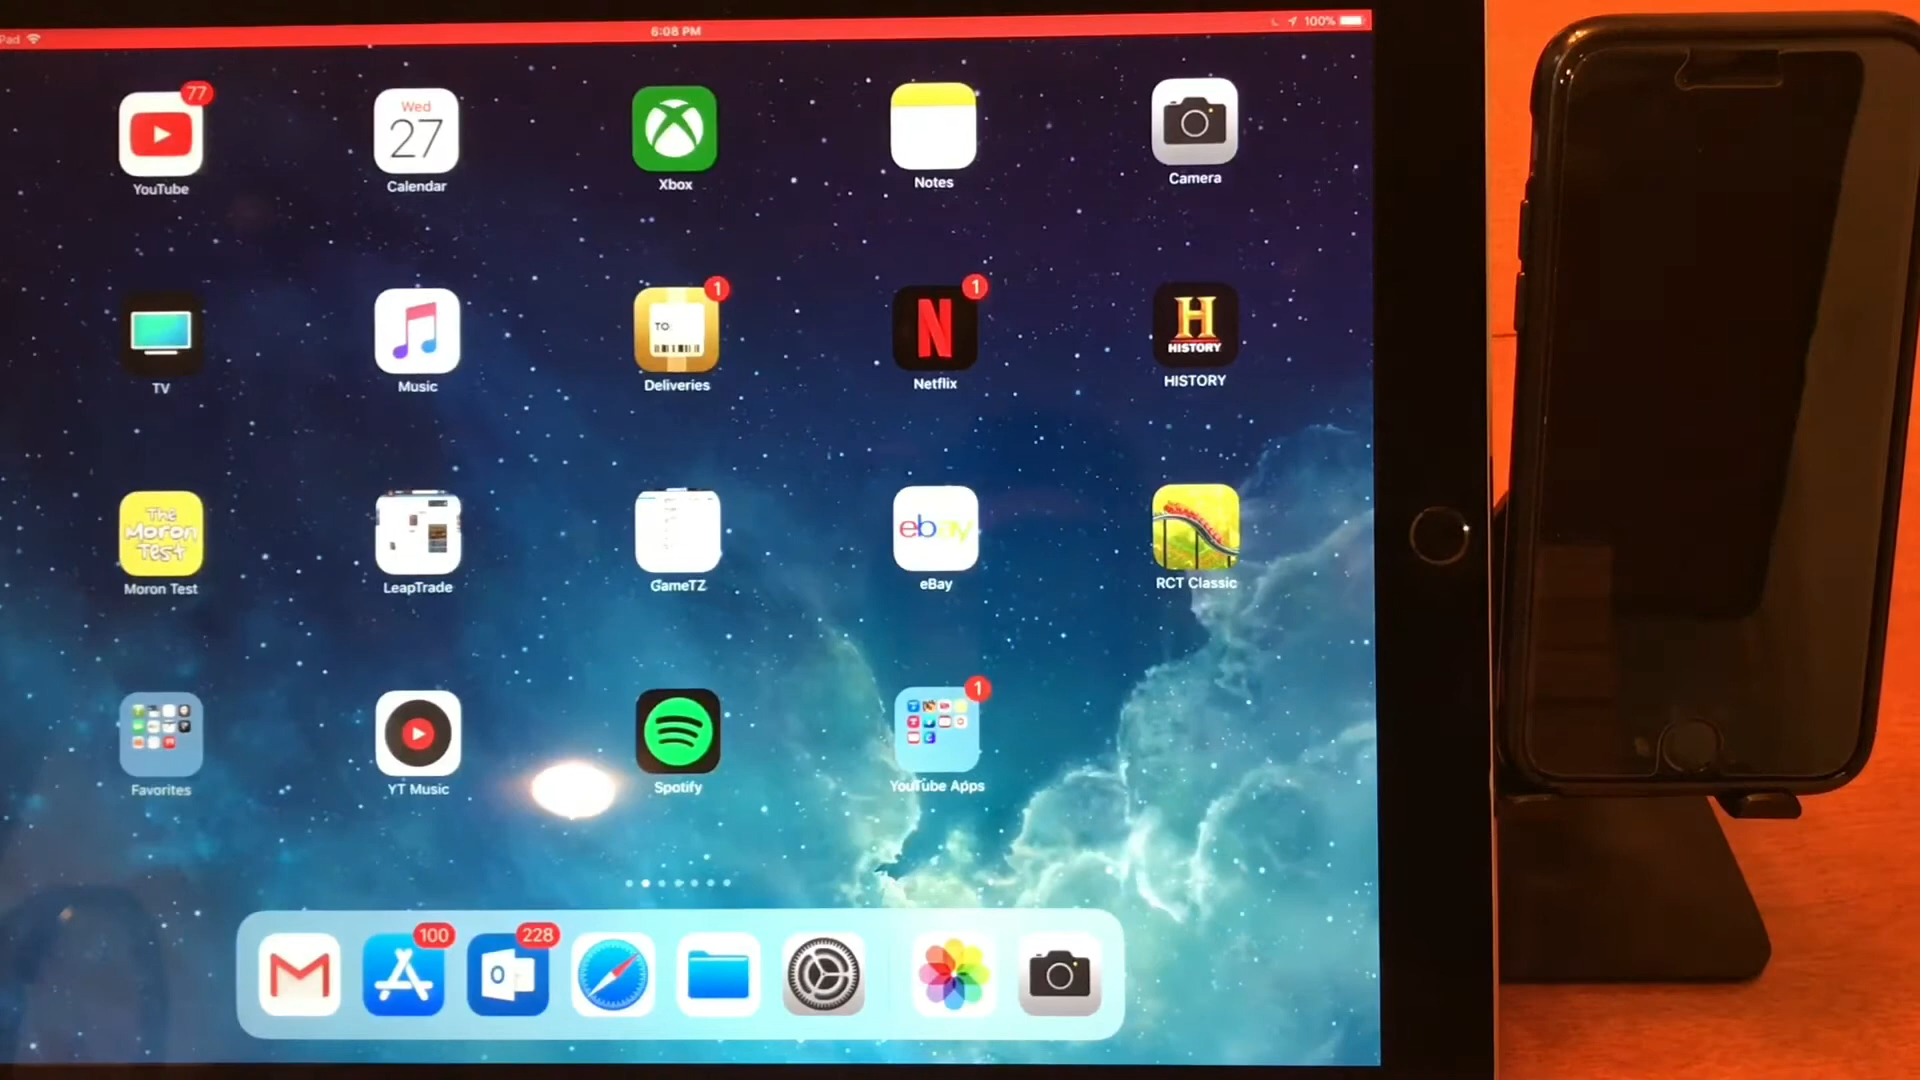 Pad 6:08 PM 100%
77
Wed
27
YouTube Calendar Xbox Notes Camera
1 1
TO:
N H
HISTORY
TV Music Deliveries Netflix HISTORY
The
Moron
Test
ebay
Moron Test LeapTrade GameTZ eBay RCT Classic
1
Favorites YT Music Spotify YouTube Apps
100 228
O